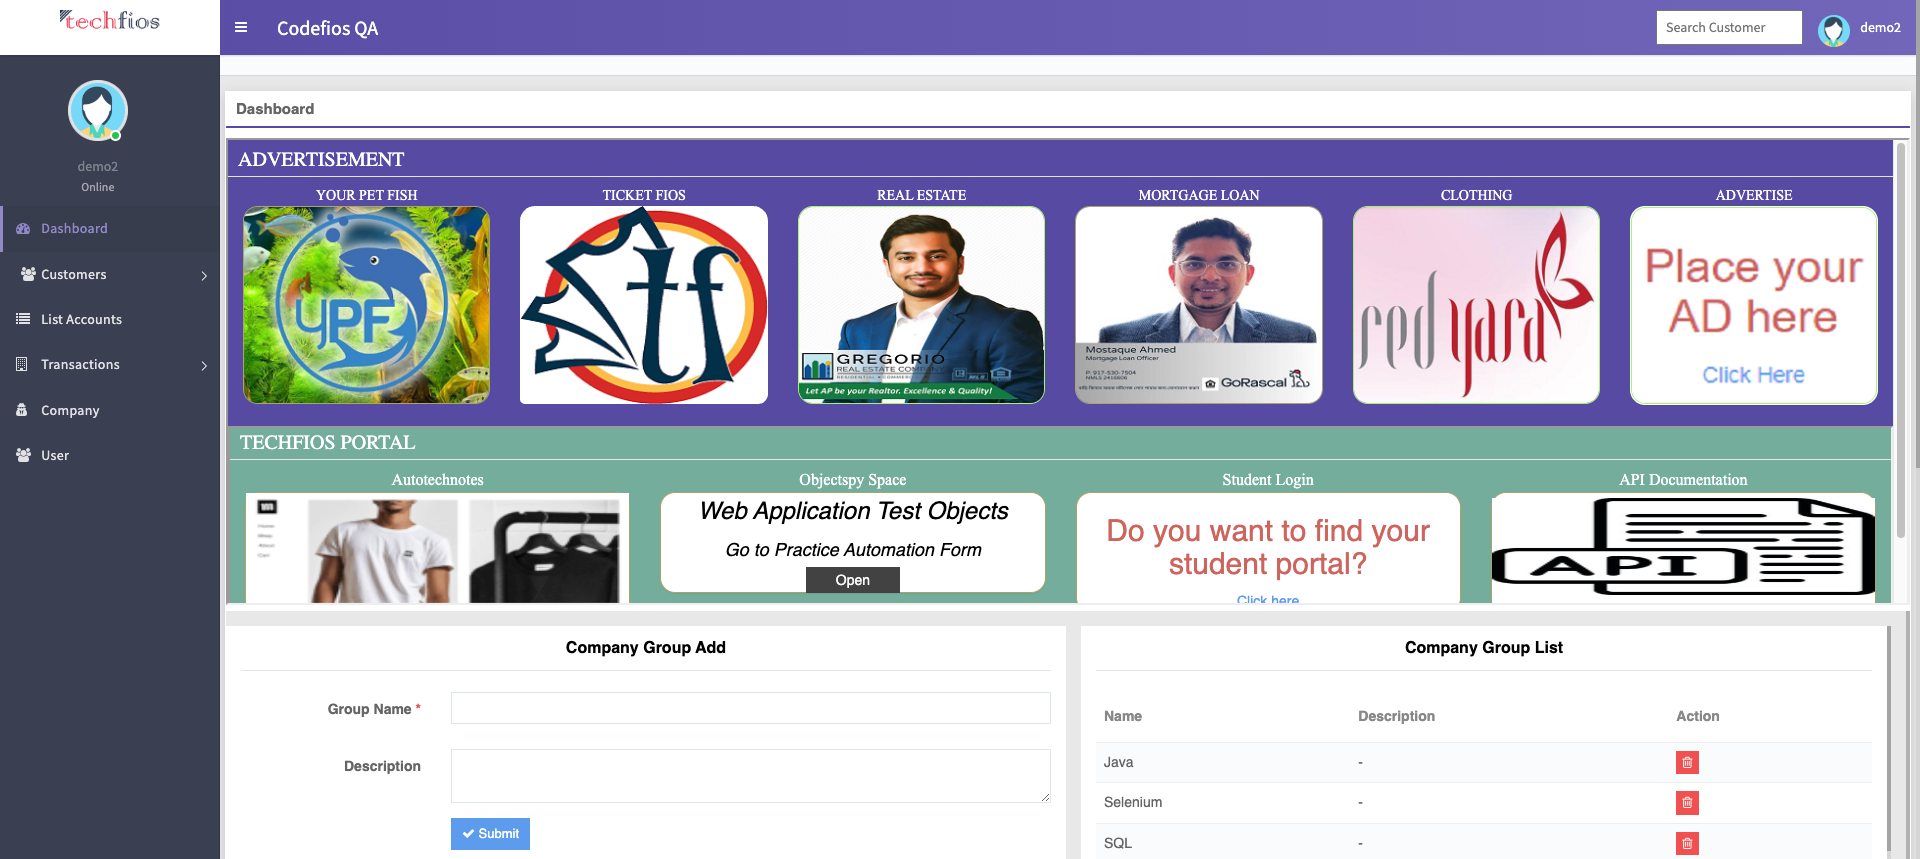 techfios
Codefios QA
Search Customer
demo2
demo2
Online
Dashboard
Customers
List Accounts
Transactions
Company
User
Dashboard
ADVERTISEMENT
YOUR PET FISH
TICKET FIOS
REAL ESTATE
MORTGAGE LOAN
CLOTHING
ADVERTISE
YPF
tf
GREGORIO
REAL ESTATE COMPANY
Let AP be your Realtor. Excellence & Quality!
Mostaque Ahmed
Mortgage Loan Officer
P: 917-530-7504
GoRascal
red yard
Place your
AD here
Click Here
TECHFIOS PORTAL
Autotechnotes
Objectspy Space
Student Login
API Documentation
Web Application Test Objects
Go to Practice Automation Form
Open
Do you want to find your
student portal?
Click here
API
Company Group Add
Group Name *
Description
Submit
Company Group List
Name Description Action
Java -
Selenium -
SQL -